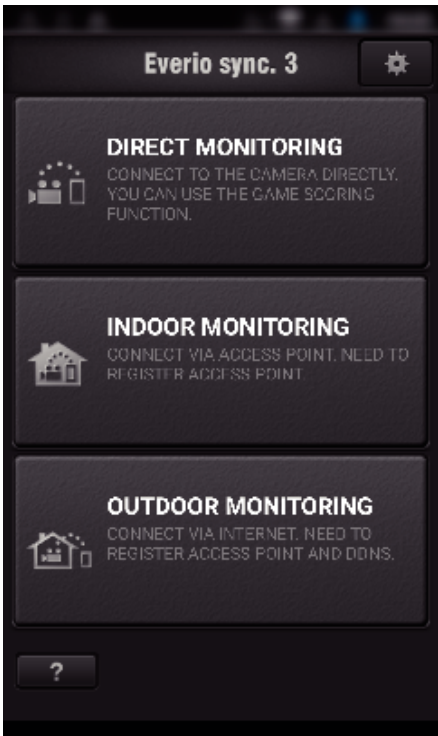 Everio sync. 3
DIRECT MONITORING
CONNECT TO THE CAMERA DIRECTLY.
YOU CAN USE THE GAME SCORING
FUNCTION.
INDOOR MONITORING
CONNECT VIA ACCESS POINT. NEED TO
REGISTER ACCESS POINT.
OUTDOOR MONITORING
CONNECT VIA INTERNET. NEED TO
REGISTER ACCESS POINT AND DDNS.
?